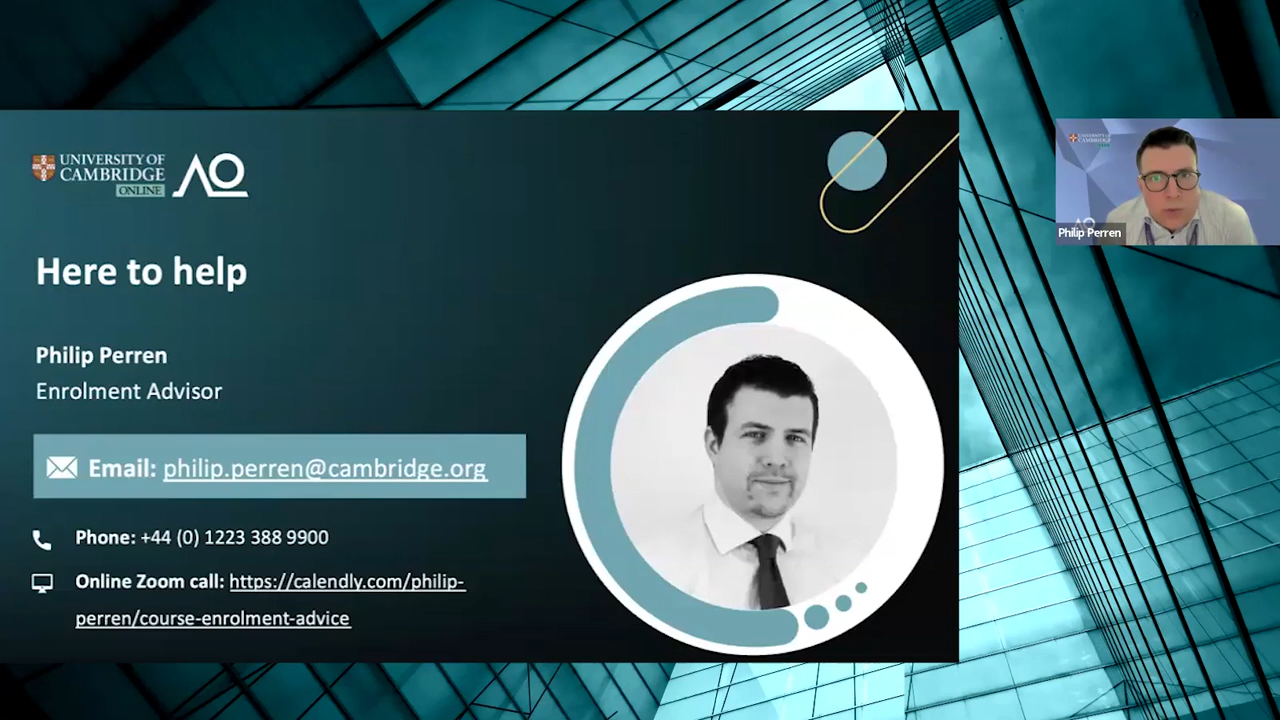 UNIVERSITY OF
CAMBRIDGE
ONLINE
Here to help
Philip Perren
Enrolment Advisor
Email: philip.perren@cambridge.org
Phone: +44 (0) 1223 388 9900
Online Zoom call: https://calendly.com/philip-
perren/course-enrolment-advice
Philip Perren